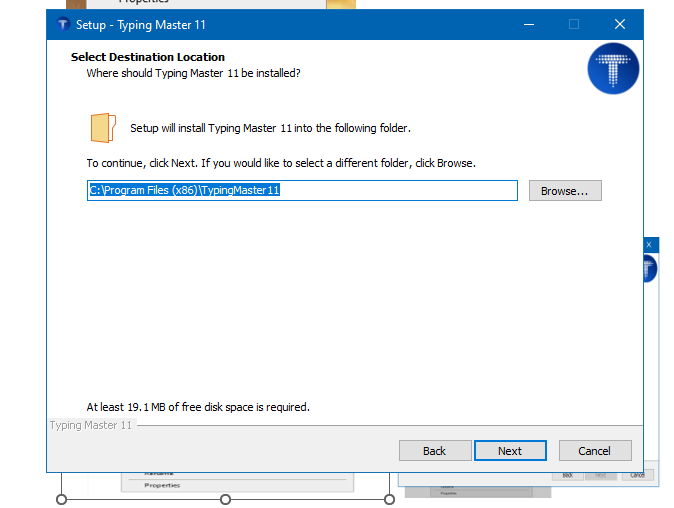 Properties
Setup - Typing Master 11
Select Destination Location
Where should Typing Master 11 be installed?
T
Setup will install Typing Master 11 into the following folder.
To continue, click Next. If you would like to select a different folder, click Browse.
C:\Program Files (x86)\TypingMaster11
Browse...
At least 19.1 MB of free disk space is required.
Typing Master 11
Back
Next
Cancel
Back
Next
Cancel
Properties
Properties